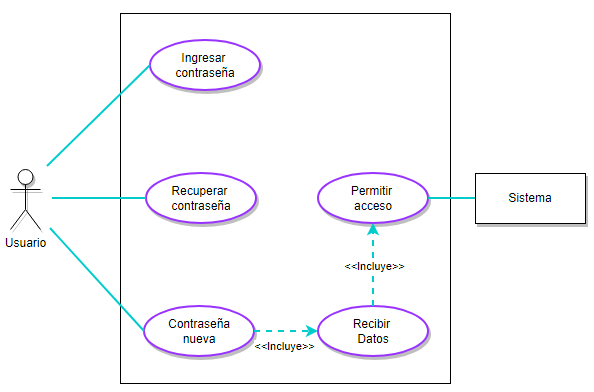 Ingresar
contraseña
Recuperar
contraseña
Permitir
acceso
Sistema
Usuario
<<Incluye>>
Contraseña
nueva
<<Incluye>>
Recibir
Datos